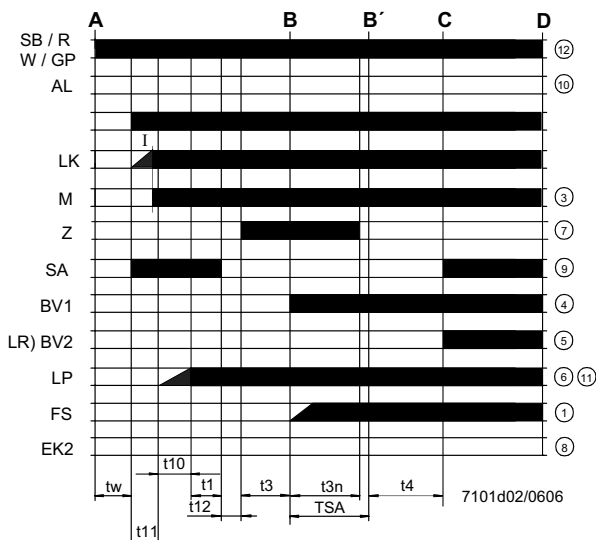 A B B´ C D
SB / R
W / GP 12
AL 10
I
LK
M 3
Z 7
SA 9
BV1 4
LR) BV2 5
LP 6 11
FS 1
EK2 8
t10
tw t1 t3 t3n t4 7101d02/0606
t12 TSA
t11